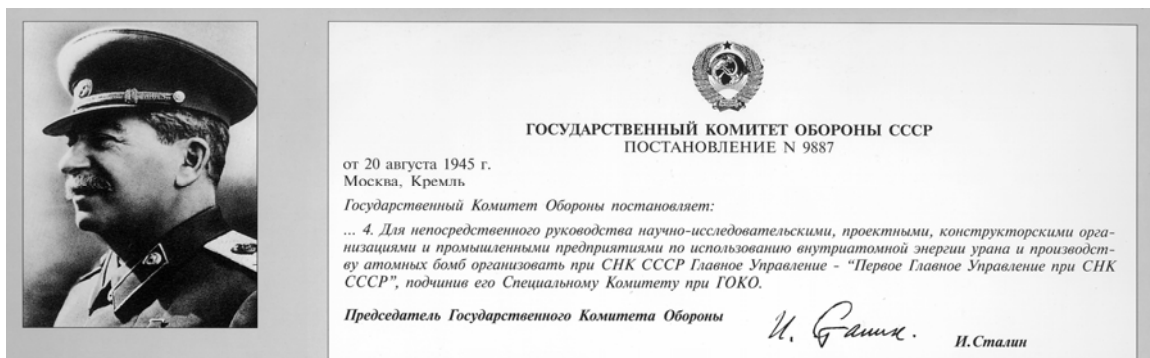 ГОСУДАРСТВЕННЫЙ КОМИТЕТ ОБОРОНЫ СССР
ПОСТАНОВЛЕНИЕ N 9887
от 20 августа 1945 г.
Москва, Кремль
Государственный Комитет Обороны постановляет:
... 4. Для непосредственного руководства научно-исследовательскими, проектными, конструкторскими орга-
низациями и промышленными предприятиями по использованию внутриатомной энергии урана и производст-
ву атомных бомб организовать при СНК СССР Главное Управление - “Первое Главное Управление при СНК
СССР”, подчинив его Специальному Комитету при ГОКО.
Председатель Государственного Комитета Обороны
И. Сталин.
И.Сталин